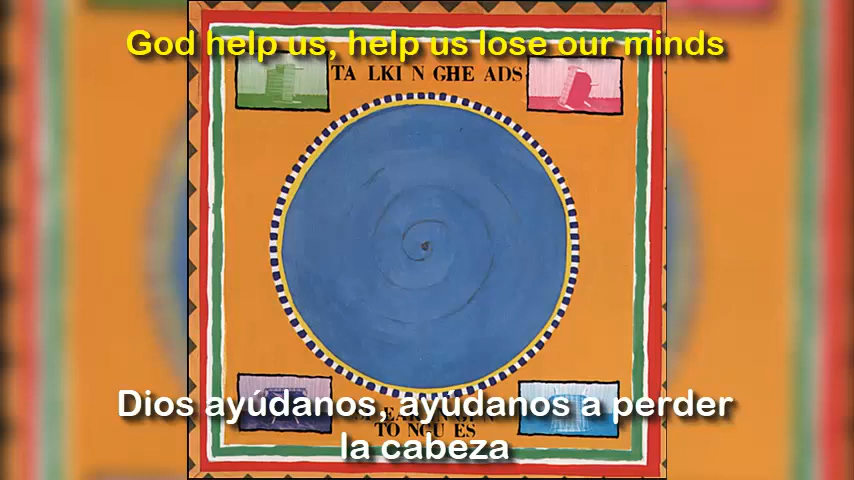 God help us, help us lose our minds
TA LKI N GHE ADS
Dios ayúdanos, ayúdanos a perder
TO NGU ES
la cabeza